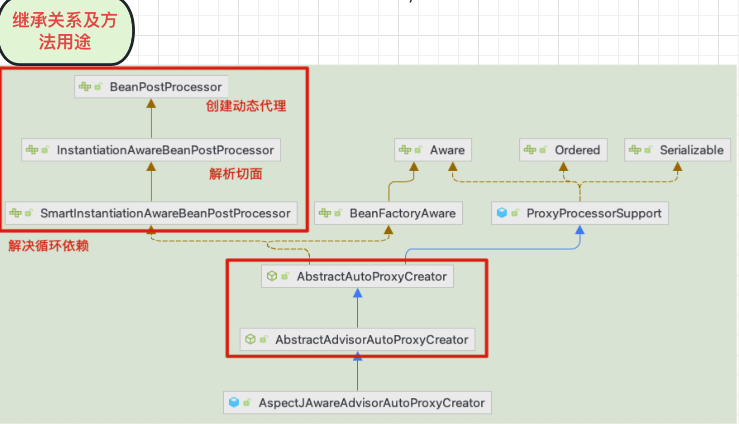 继承关系及方
法用途
BeanPostProcessor
创建动态代理
InstantiationAwareBeanPostProcessor
Aware
Ordered
Serializable
解析切面
SmartInstantiationAwareBeanPostProcessor
BeanFactoryAware
ProxyProcessorSupport
解决循环依赖
AbstractAutoProxyCreator
AbstractAdvisorAutoProxyCreator
AspectJAwareAdvisorAutoProxyCreator